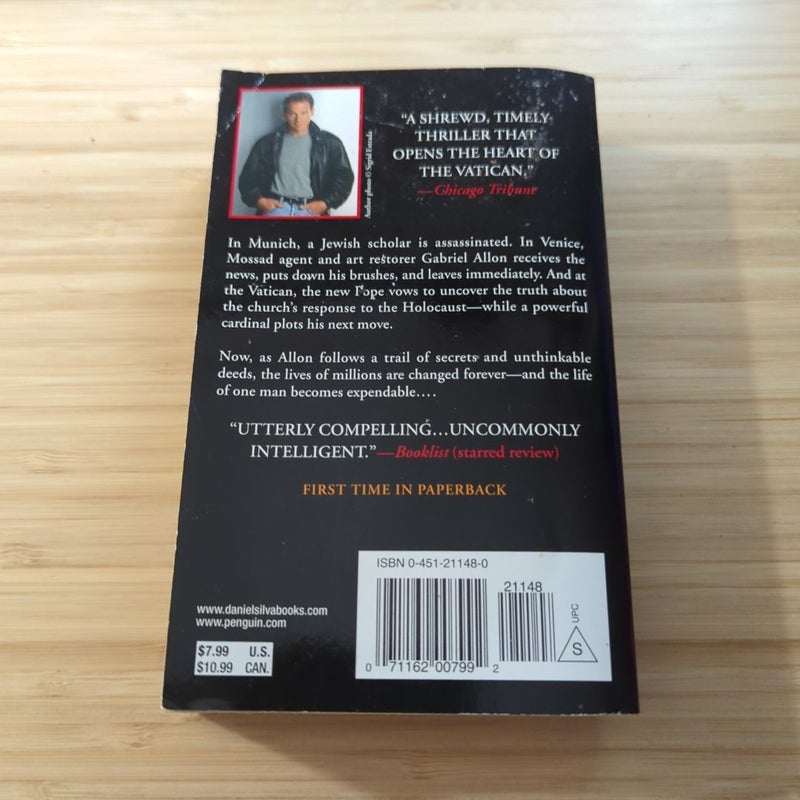 Author photo © Sigrid Estrada
“A SHREWD, TIMELY
THRILLER THAT
OPENS THE HEART OF
THE VATICAN.”
—Chicago Tribune
In Munich, a Jewish scholar is assassinated. In Venice,
Mossad agent and art restorer Gabriel Allon receives the
news, puts down his brushes, and leaves immediately. And at
the Vatican, the new Pope vows to uncover the truth about
the church’s response to the Holocaust—while a powerful
cardinal plots his next move.
Now, as Allon follows a trail of secrets and unthinkable
deeds, the lives of millions are changed forever—and the life
of one man becomes expendable....
“UTTERLY COMPELLING...UNCOMMONLY
INTELLIGENT.”—Booklist (starred review)
FIRST TIME IN PAPERBACK
www.danielsilvabooks.com
www.penguin.com
$7.99 U.S.
$10.99 CAN.
ISBN 0-451-21148-0
21148
0 71162 00799 2
UPC
S